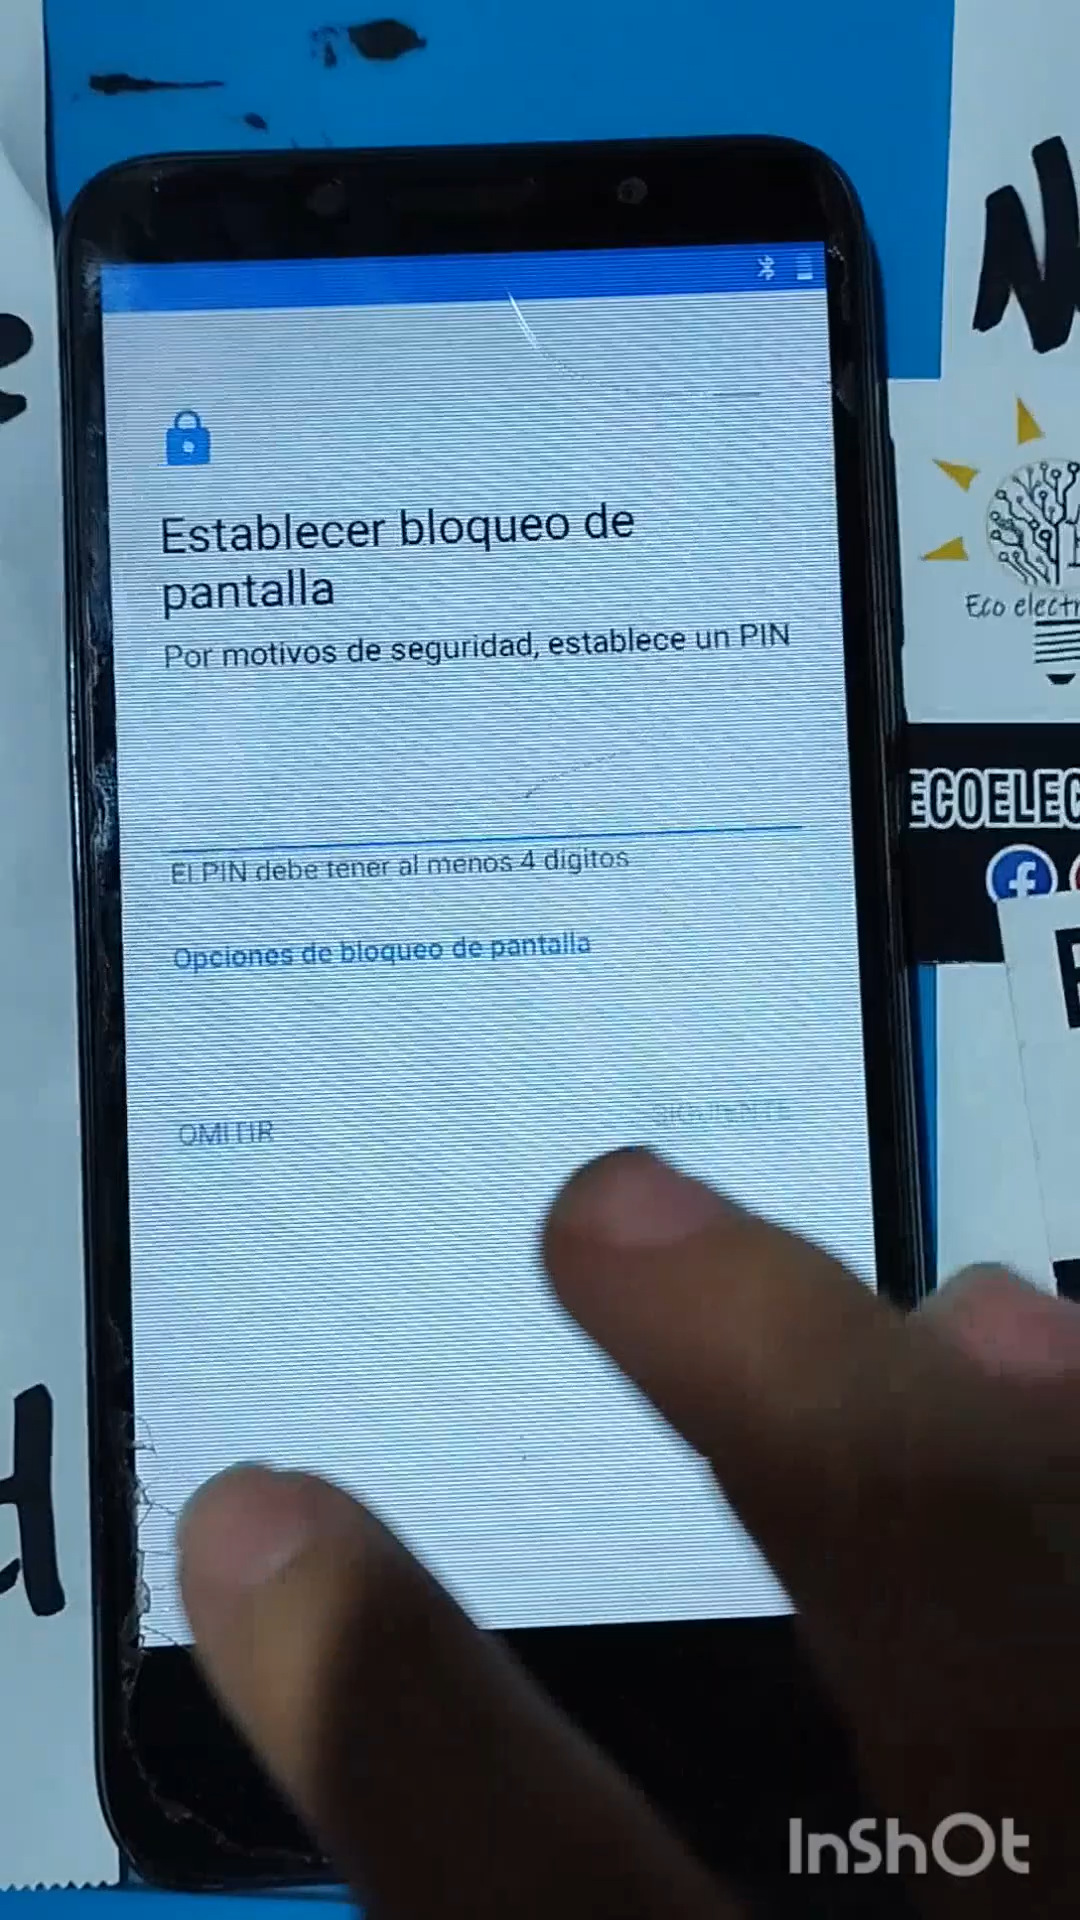 Establecer bloqueo de
pantalla
Por motivos de seguridad, establece un PIN
El PIN debe tener al menos 4 dígitos
Opciones de bloqueo de pantalla
OMITIR
SIGUIENTE
N
Eco electr
ECOELEC
f
H
InShOt